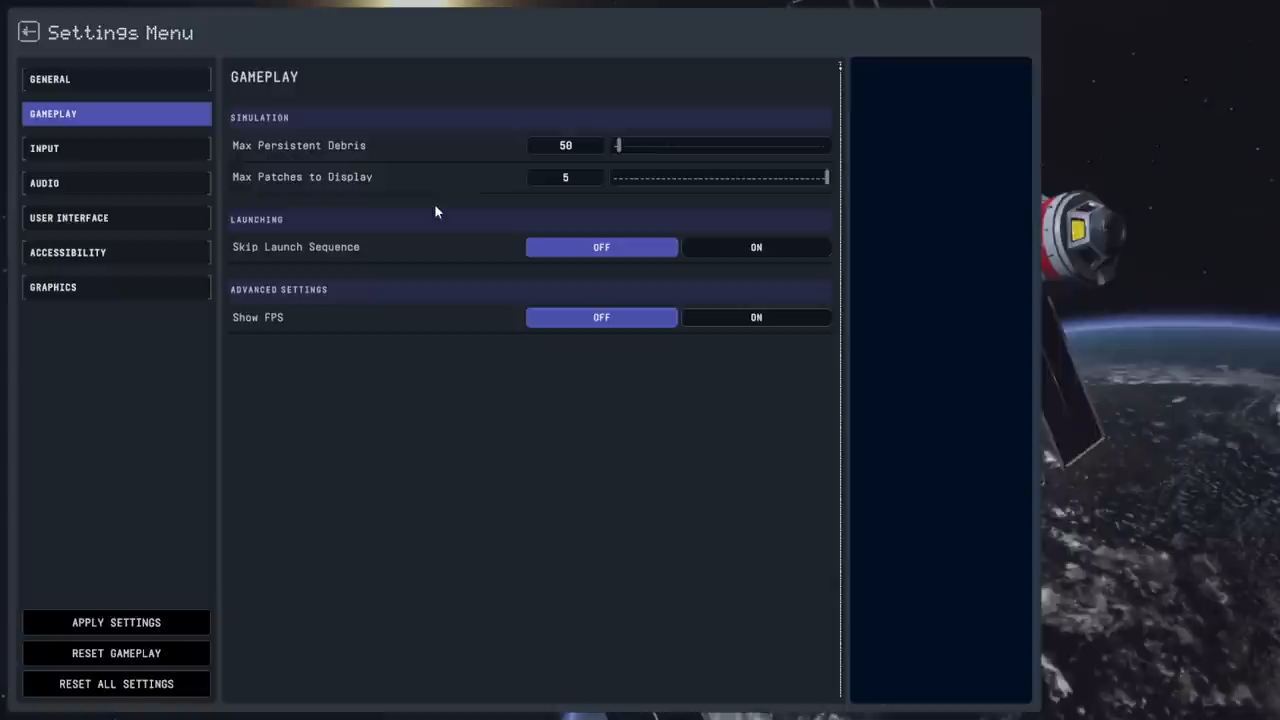 Settings Menu
GENERAL
GAMEPLAY
INPUT
AUDIO
USER INTERFACE
ACCESSIBILITY
GRAPHICS
APPLY SETTINGS
RESET GAMEPLAY
RESET ALL SETTINGS
GAMEPLAY
SIMULATION
Max Persistent Debris 50
Max Patches to Display 5
LAUNCHING
Skip Launch Sequence OFF ON
ADVANCED SETTINGS
Show FPS OFF ON